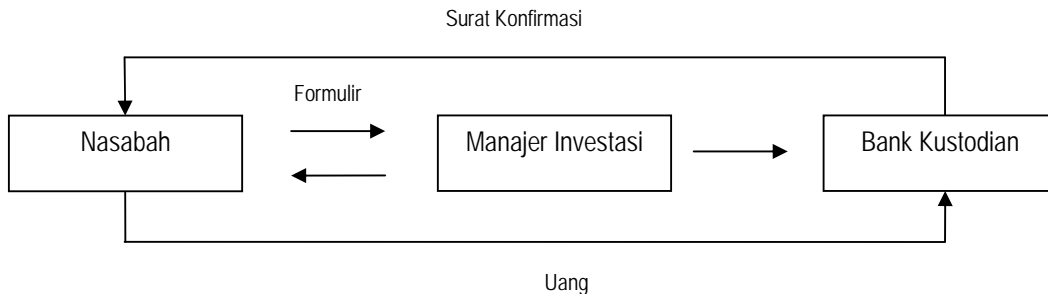 Surat Konfirmasi
Formulir
Nasabah
Manajer Investasi
Bank Kustodian
Uang